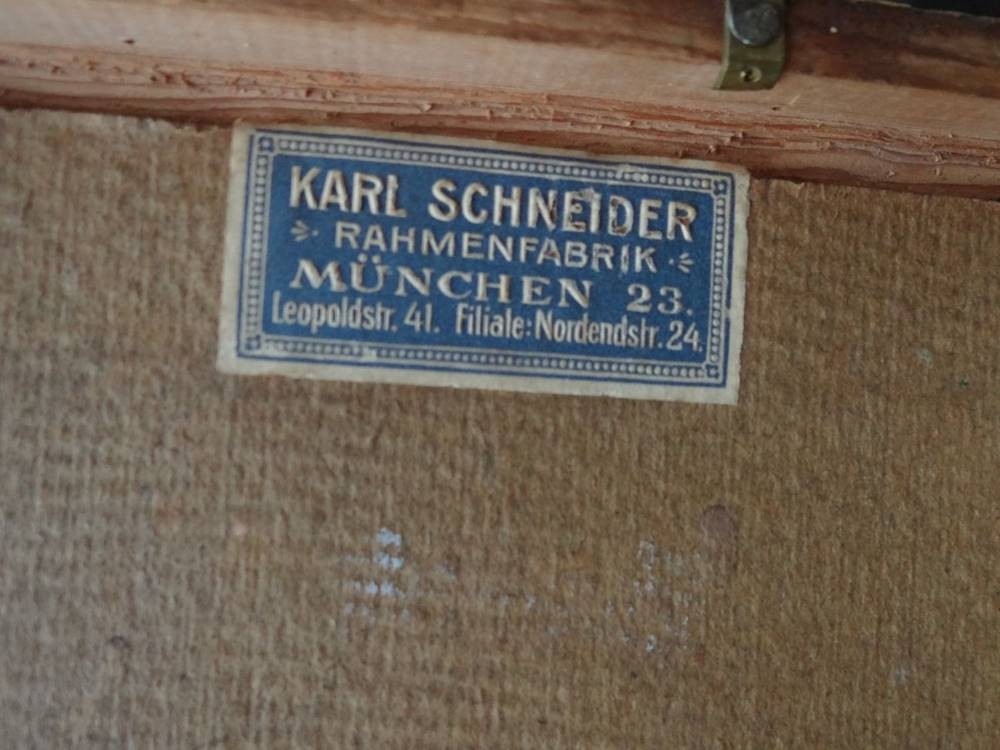 KARL SCHNEIDER
RAHMENFABRIK
MÜNCHEN 23.
Leopoldstr. 41. Filiale: Nordendstr. 24.